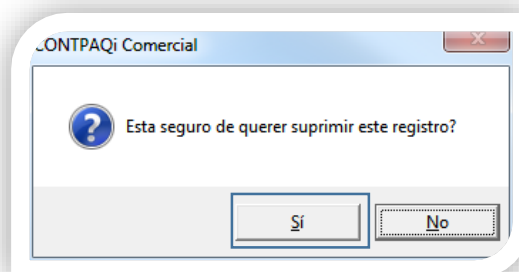 CONTPAQi Comercial
Esta seguro de querer suprimir este registro?
Sí
No